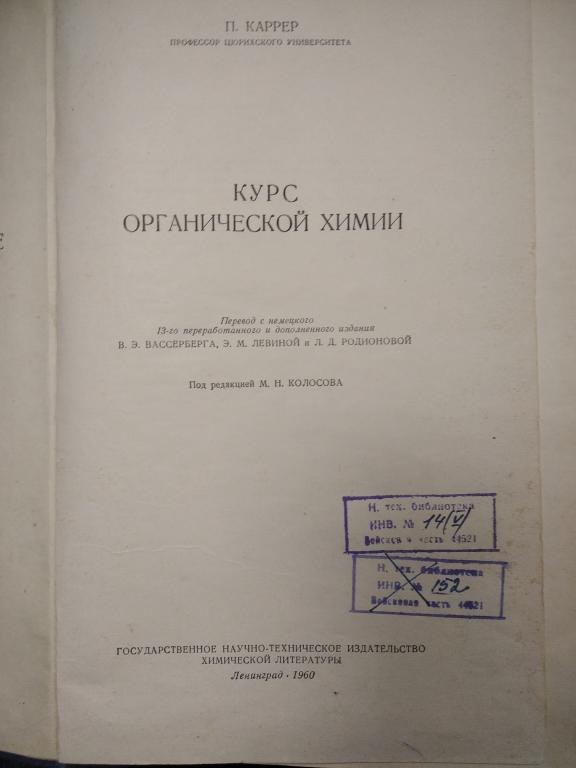 П. КАРРЕР
ПРОФЕССОР ЦЮРИХСКОГО УНИВЕРСИТЕТА
КУРС
ОРГАНИЧЕСКОЙ ХИМИИ
Е
Перевод с немецкого
13-го переработанного и дополненного издания
В. Э. ВАССЕРБЕРГА, Э. М. ЛЕВИНОЙ и Л. Д. РОДИОНОВОЙ
Под редакцией М. Н. КОЛОСОВА
Н. тех. библиотека
ИНВ. № 14(V)
часть 44521
Н. тех. библиотека
ИНВ. № 152
Войсковая часть 44521
ГОСУДАРСТВЕННОЕ НАУЧНО-ТЕХНИЧЕСКОЕ ИЗДАТЕЛЬСТВО
ХИМИЧЕСКОЙ ЛИТЕРАТУРЫ
Ленинград · 1960